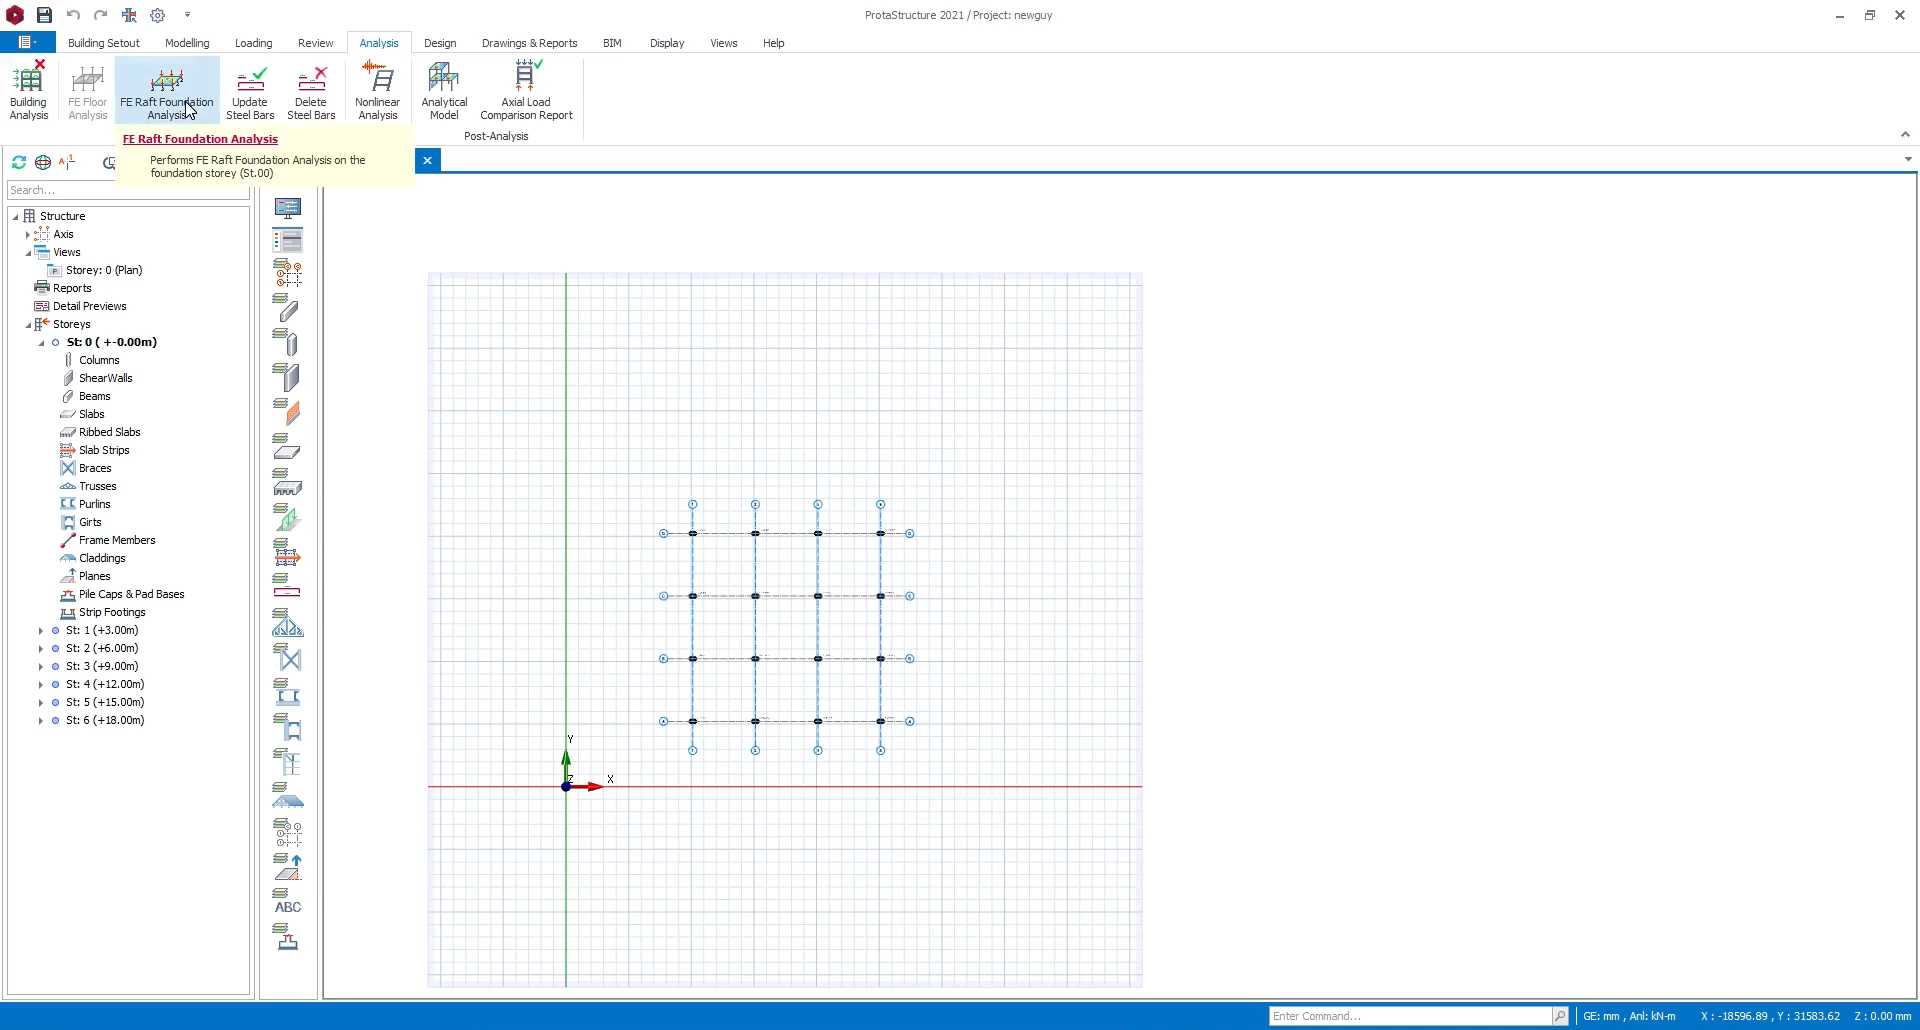 ProtaStructure 2021 / Project: newguy
Building Setout
Modelling
Loading
Review
Analysis
Design
Drawings & Reports
BIM
Display
Views
Help
Building
Analysis
FE Floor
Analysis
FE Raft Foundation
Analysis
Update
Steel Bars
Delete
Steel Bars
Nonlinear
Analysis
Analytical
Model
Axial Load
Comparison Report
Post-Analysis
FE Raft Foundation Analysis
Performs FE Raft Foundation Analysis on the
foundation storey (St.00)
Search...
Structure
Axis
Views
Storey: 0 (Plan)
Reports
Detail Previews
Storeys
St: 0 ( +-0.00m)
Columns
ShearWalls
Beams
Slabs
Ribbed Slabs
Slab Strips
Braces
Trusses
Purlins
Girts
Frame Members
Claddings
Planes
Pile Caps & Pad Bases
Strip Footings
St: 1 (+3.00m)
St: 2 (+6.00m)
St: 3 (+9.00m)
St: 4 (+12.00m)
St: 5 (+15.00m)
St: 6 (+18.00m)
ABC
Y
Z
X
Enter Command...
GE: mm , Anl: kN-m
X : -18596.89 , Y : 31583.62
Z : 0.00 mm